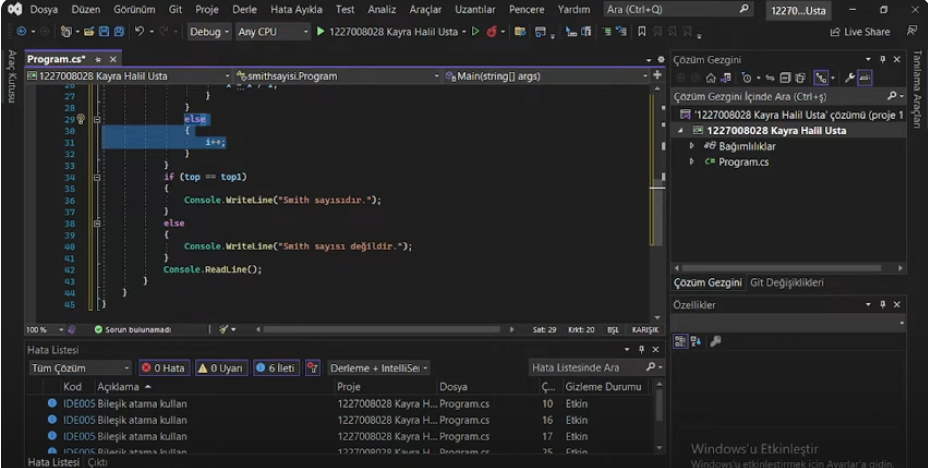 Dosya Düzen Görünüm Git Proje Derle Hata Ayıkla Test Analiz Araçlar Uzantılar Pencere Yardım Ara (Ctrl+Q) 12270...Usta
Debug Any CPU 1227008028 Kayra Halil Usta Live Share
Araç Kutusu
Program.cs*
1227008028 Kayra Halil Usta smithsayisi.Program Main(string[] args)
27 }
28 }
29 else
30 {
31 i++;
32 }
33 }
34 if (top == top1)
35 {
36 Console.WriteLine("Smith sayısıdır.");
37 }
38 else
39 {
40 Console.WriteLine("Smith sayısı değildir.");
41 }
42 Console.ReadLine();
43 }
44 }
45 }
100 % Sorun bulunamadı Sat: 29 Krkt: 20 BŞL KARIŞIK
Hata Listesi
Tüm Çözüm 0 Hata 0 Uyarı 6 İleti Derleme + IntelliSe Hata Listesinde Ara
Kod Açıklama Proje Dosya Ç... Gizleme Durumu
IDE005 Bileşik atama kullan 1227008028 Kayra H... Program.cs 10 Etkin
IDE005 Bileşik atama kullan 1227008028 Kayra H... Program.cs 16 Etkin
IDE005 Bileşik atama kullan 1227008028 Kayra H... Program.cs 17 Etkin
IDE005 Bileşik atama kullan 1227008028 Kayra H... Program.cs 25 Etkin
Hata Listesi Çıktı
Çözüm Gezgini
Çözüm Gezgini İçinde Ara (Ctrl+ş)
'1227008028 Kayra Halil Usta' çözümü (proje 1
1227008028 Kayra Halil Usta
Bağımlılıklar
C# Program.cs
Çözüm Gezgini Git Değişiklikleri
Özellikler
Tanılama Araçları
Windows'u Etkinleştir
Windows'u etkinleştirmek için Ayarlar'a gidin.